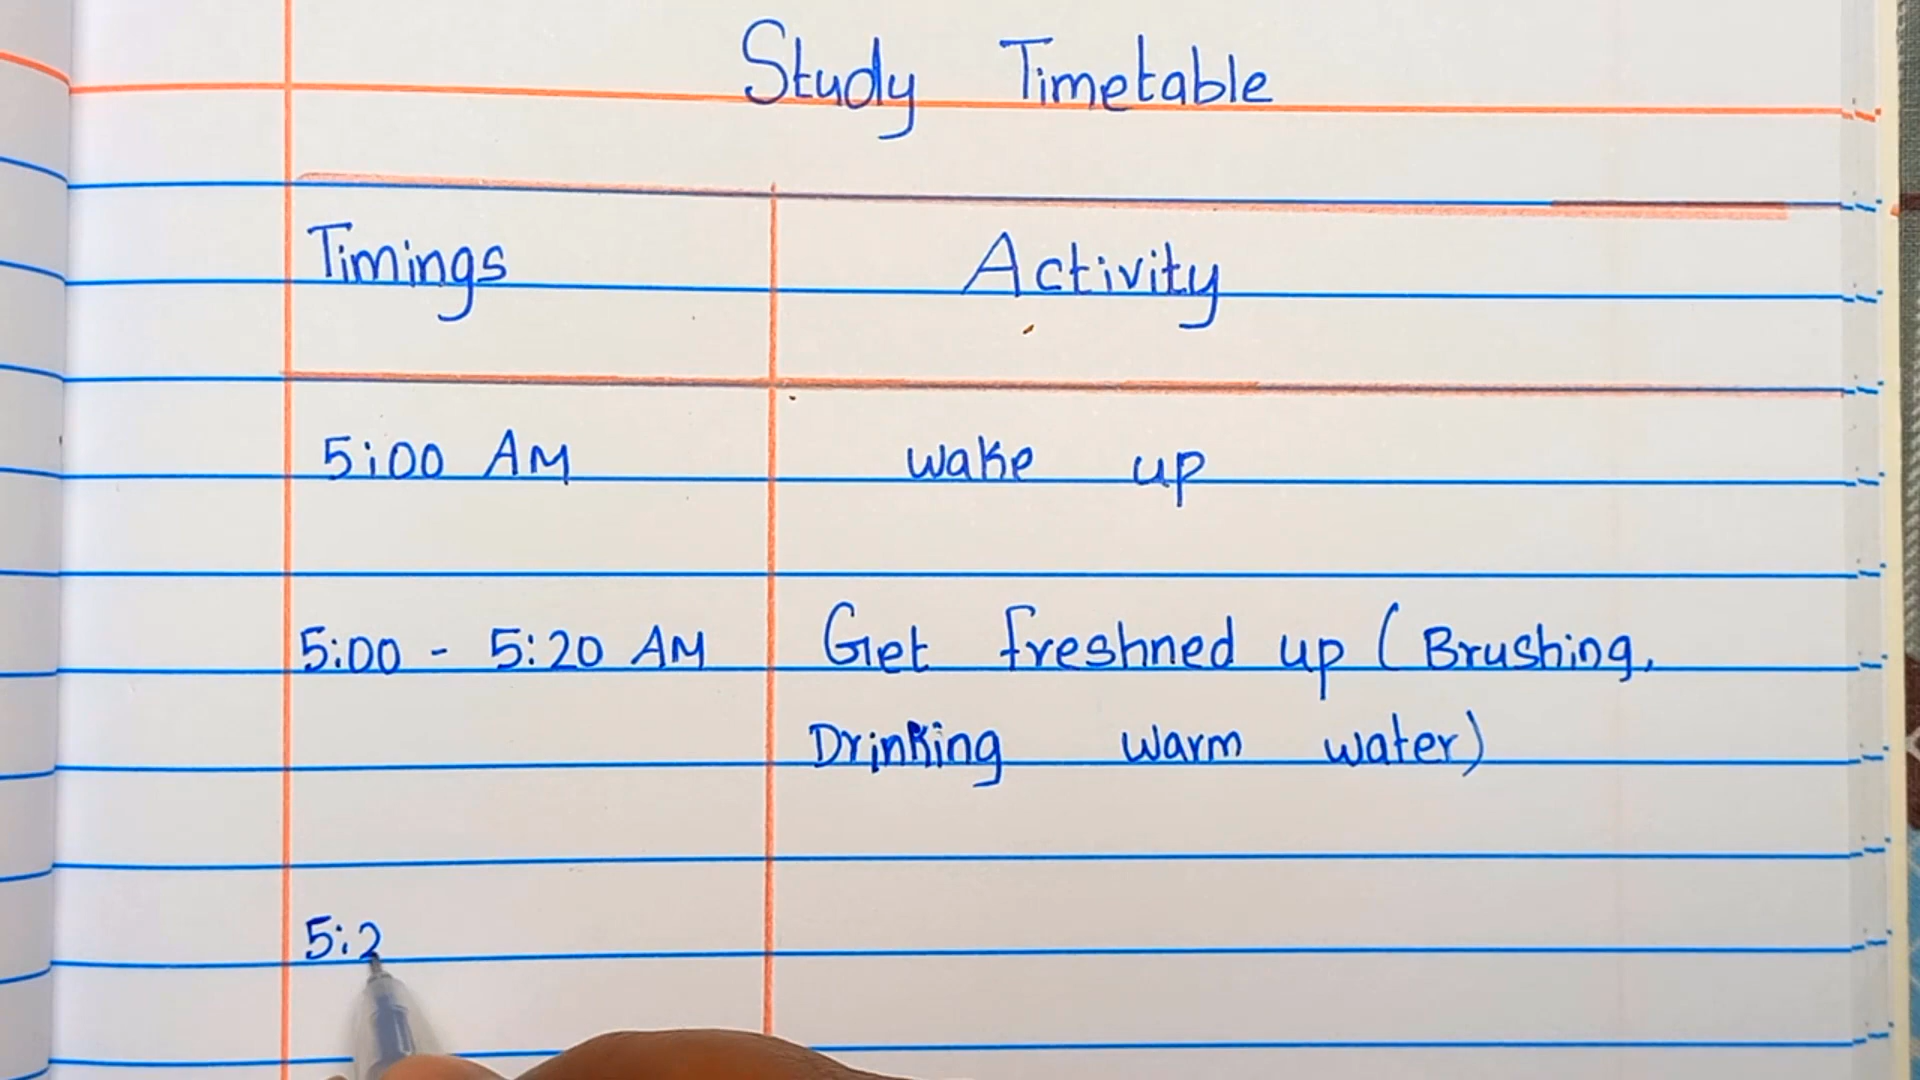 Study Timetable
Timings Activity
5:00 AM wake up
5:00 - 5:20 AM Get freshned up (Brushing,
Drinking warm water)
5:2